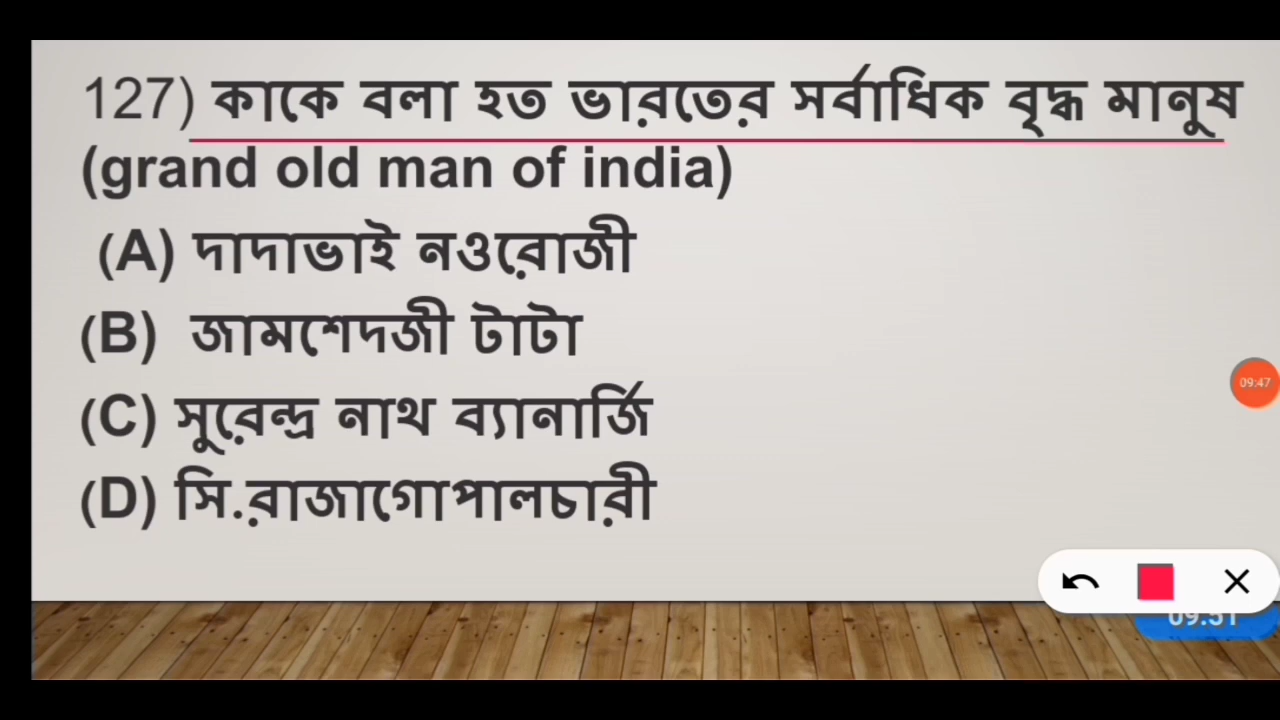 127) কাকে বলা হত ভারতের সর্বাধিক বৃদ্ধ মানুষ
(grand old man of india)
(A) দাদাভাই নওরোজী
(B) জামশেদজী টাটা
(C) সুরেন্দ্র নাথ ব্যানার্জি
(D) সি.রাজাগোপালচারী
09:47
09:51